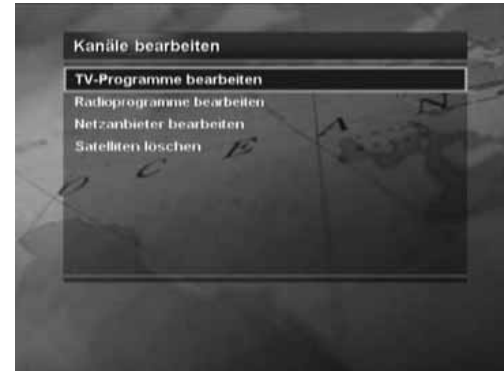 Kanäle bearbeiten
TV-Programme bearbeiten
Radioprogramme bearbeiten
Netzanbieter bearbeiten
Satelliten löschen
O C E A N